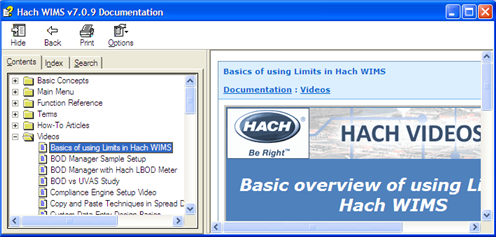 Hach WIMS v7.0.9 Documentation
Hide Back Print Options
Contents Index Search
Basic Concepts
Main Menu
Function Reference
Terms
How-To Articles
Videos
Basics of using Limits in Hach WIMS
BOD Manager Sample Setup
BOD Manager with Hach LBOD Meter
BOD vs UVAS Study
Compliance Engine Setup Video
Copy and Paste Techniques in Spread D
Custom Data Entry Design Basics
Basics of using Limits in Hach WIMS
Documentation : Videos
HACH
Be Right™
HACH VIDEOS
Basic overview of using Li
Hach WIMS